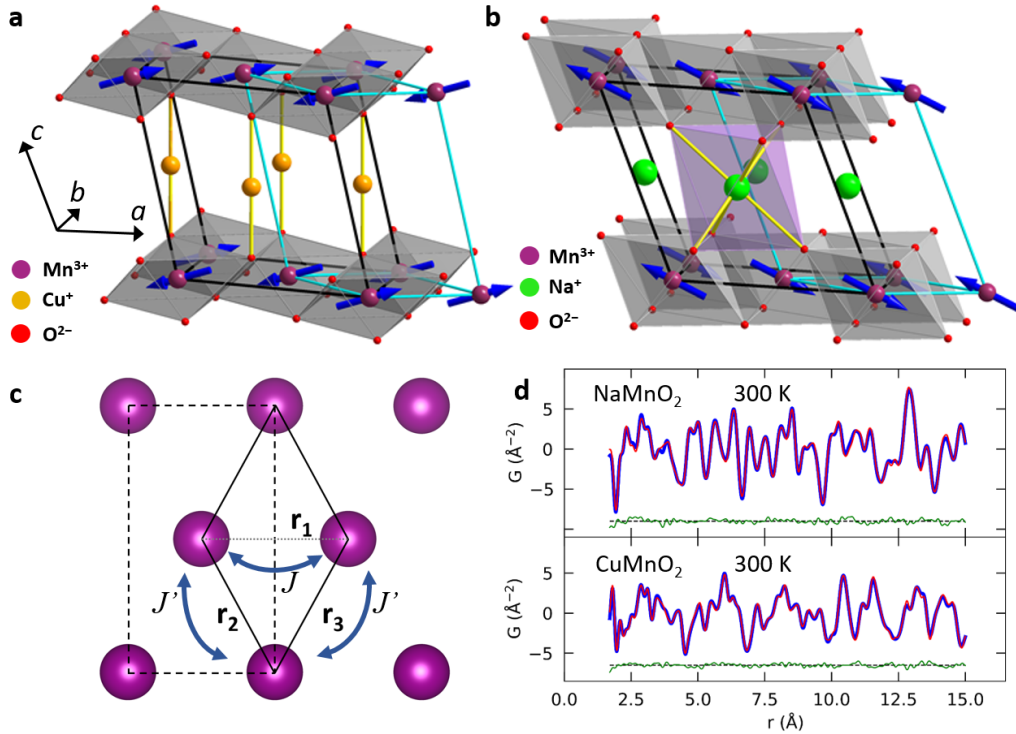 a
c
b
a
Mn³⁺
Cu⁺
O²⁻
b
Mn³⁺
Na⁺
O²⁻
c
r₁
J
J’
r₂
r₃
J’
d
NaMnO₂ 300 K
G (Å⁻²)
5
0
−5
CuMnO₂ 300 K
G (Å⁻²)
5
0
−5
0.0 2.5 5.0 7.5 10.0 12.5 15.0
r (Å)